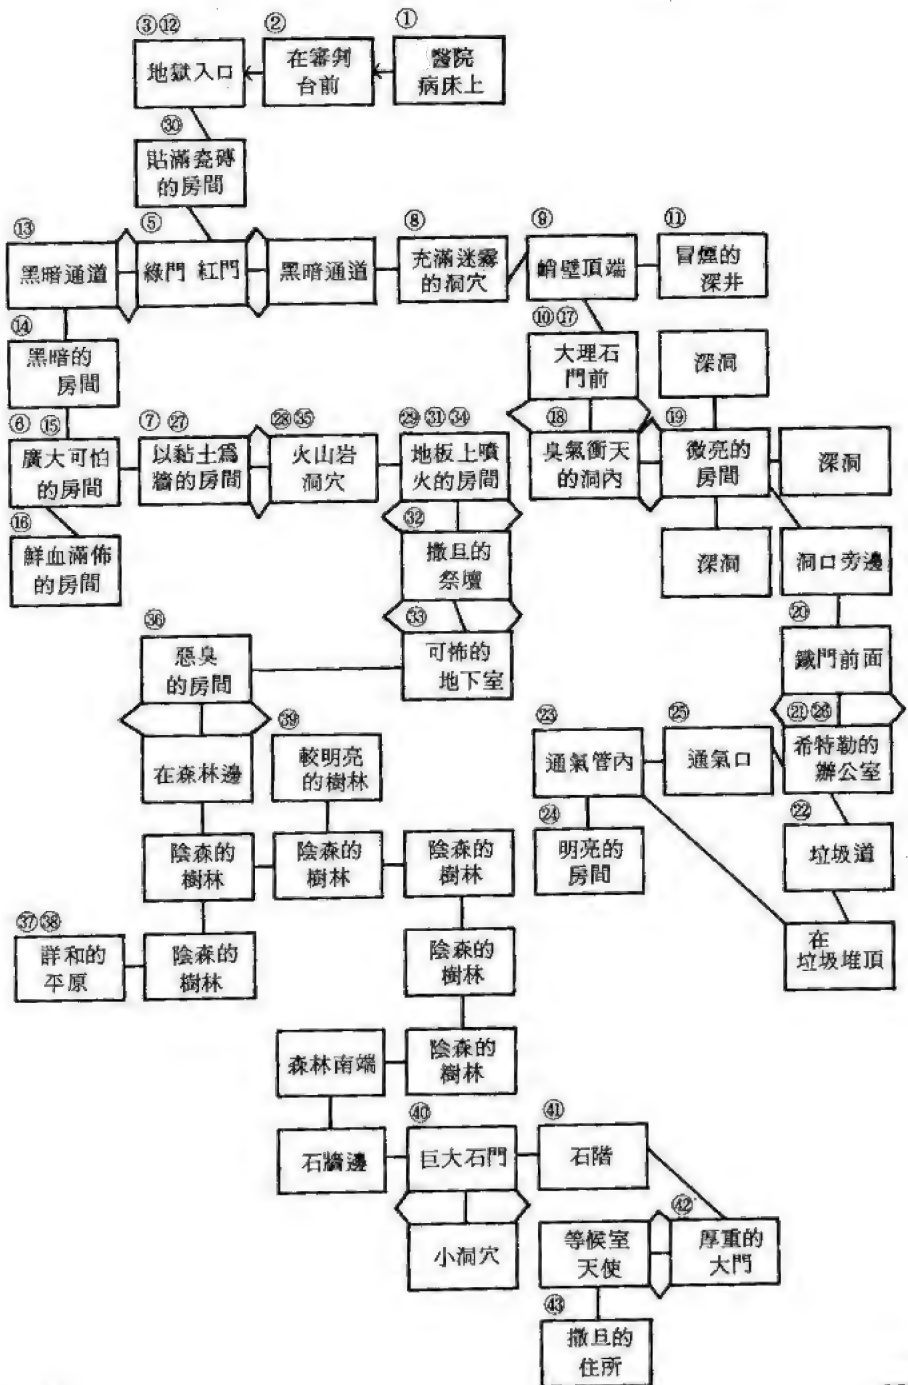 ③⑫
②
①
地獄入口
在審判
台前
醫院
病床上
㉚
貼滿瓷磚
的房間
⑬
⑤
⑧
⑨
⑪
黑暗通道
綠門 紅門
黑暗通道
充滿迷霧
的洞穴
峭壁頂端
冒煙的
深井
⑭
黑暗的
房間
⑩⑰
大理石
門前
深洞
⑥ ⑮
⑦㉗
㉘㉟
㉙㉛㉞
⑱
⑲
廣大可怕
的房間
以黏土爲
牆的房間
火山岩
洞穴
地板上噴
火的房間
臭氣衝天
的洞內
微亮的
房間
深洞
⑯
鮮血滿佈
的房間
㉜
撒旦的
祭壇
深洞
洞口旁邊
㊱
惡臭
的房間
㉝
可怖的
地下室
⑳
鐵門前面
㊴
㉓
㉕
㉑㉖
在森林邊
較明亮
的樹林
通氣管內
通氣口
希特勒的
辦公室
陰森的
樹林
陰森的
樹林
陰森的
樹林
㉔
明亮的
房間
㉒
垃圾道
㊲㊳
詳和的
平原
陰森的
樹林
陰森的
樹林
在
垃圾堆頂
森林南端
陰森的
樹林
㊵
㊶
石牆邊
巨大石門
石階
㊷
小洞穴
等候室
天使
厚重的
大門
㊸
撒旦的
住所